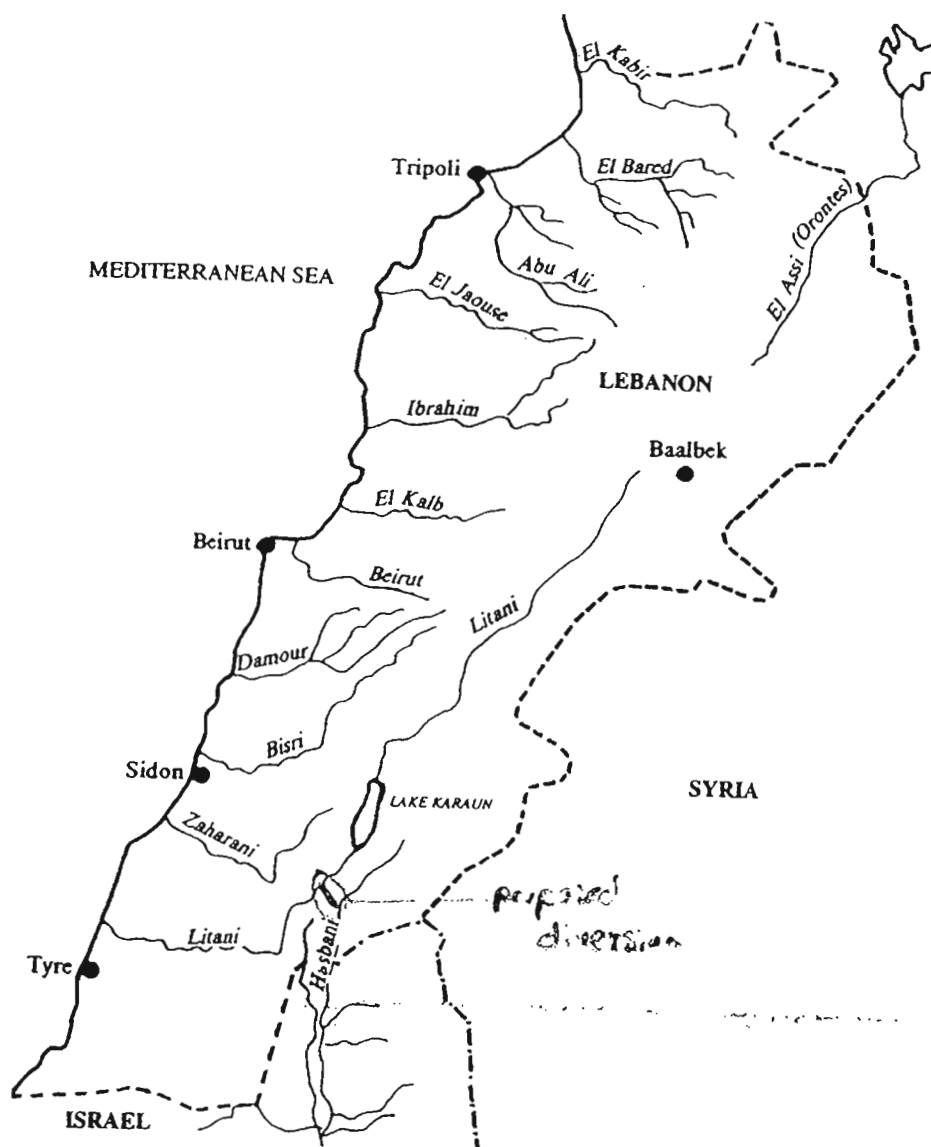 El Kabir
Tripoli
El Bared
El Assi (Orontes)
MEDITERRANEAN SEA
Abu Ali
El Jaouse
LEBANON
Ibrahim
Baalbek
El Kalb
Beirut
Beirut
Litani
Damour
Bisri
Sidon
SYRIA
LAKE KARAUN
Zaharani
proposed
diversion
Litani
Hasbani
Tyre
ISRAEL